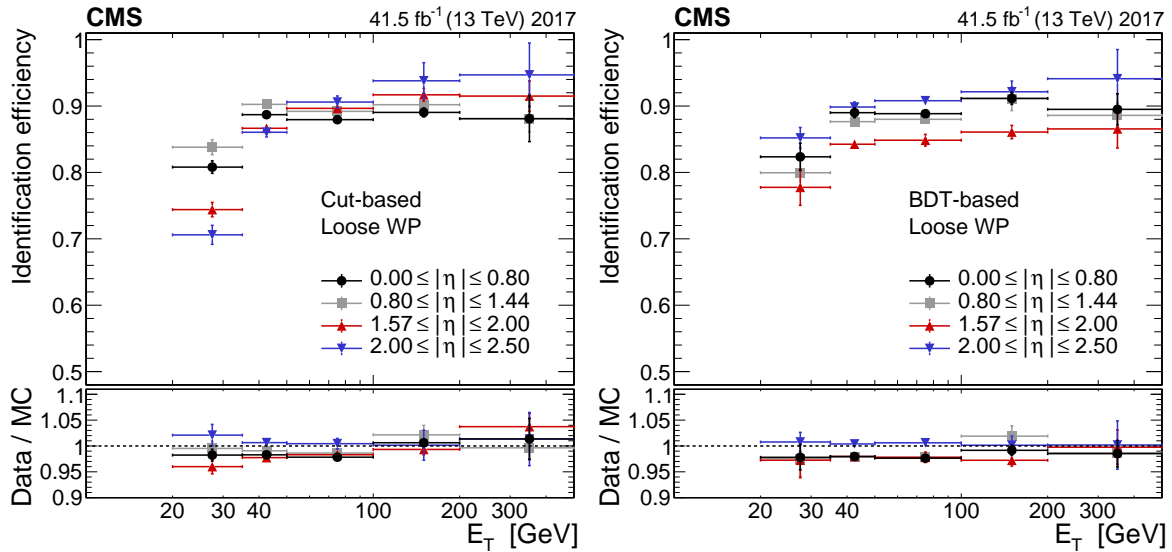 CMS
41.5 fb⁻¹ (13 TeV) 2017
Identification efficiency
1
0.9
0.8
0.7
0.6
0.5
Cut-based
Loose WP
0.00 ≤ |η| ≤ 0.80
0.80 ≤ |η| ≤ 1.44
1.57 ≤ |η| ≤ 2.00
2.00 ≤ |η| ≤ 2.50
Data / MC
1.1
1.05
1
0.95
0.9
20 30 40 100 200
E_T [GeV]
CMS
41.5 fb⁻¹ (13 TeV) 2017
Identification efficiency
1
0.9
0.8
0.7
0.6
0.5
BDT-based
Loose WP
0.00 ≤ |η| ≤ 0.80
0.80 ≤ |η| ≤ 1.44
1.57 ≤ |η| ≤ 2.00
2.00 ≤ |η| ≤ 2.50
Data / MC
1.1
1.05
1
0.95
0.9
20 30 40 100 200
E_T [GeV]